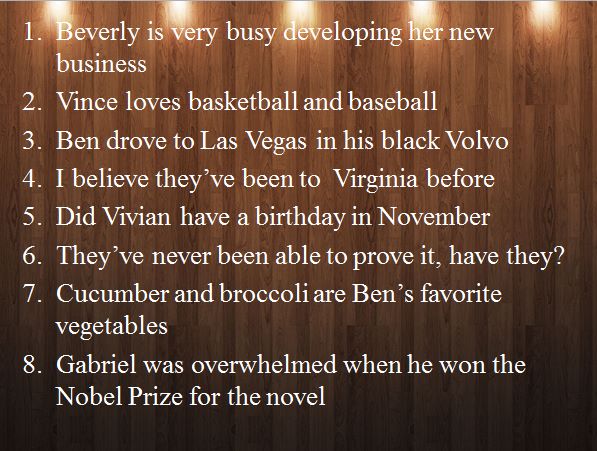 1. Beverly is very busy developing her new
business
2. Vince loves basketball and baseball
3. Ben drove to Las Vegas in his black Volvo
4. I believe they’ve been to  Virginia before
5. Did Vivian have a birthday in November
6. They’ve never been able to prove it, have they?
7. Cucumber and broccoli are Ben’s favorite
vegetables
8. Gabriel was overwhelmed when he won the
Nobel Prize for the novel